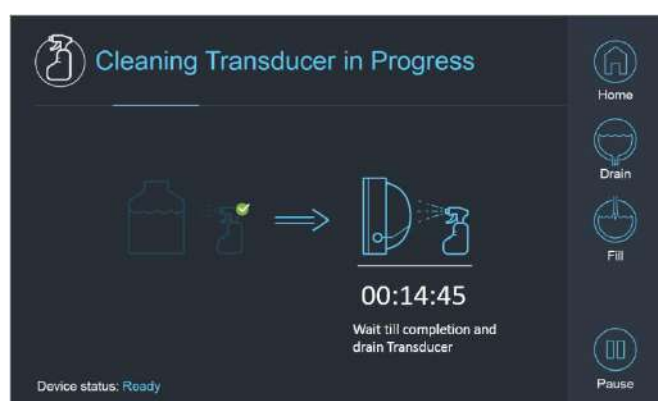 Cleaning Transducer in Progress
Home
Drain
Fill
00:14:45
Wait till completion and
drain Transducer
Device status: Ready
Pause